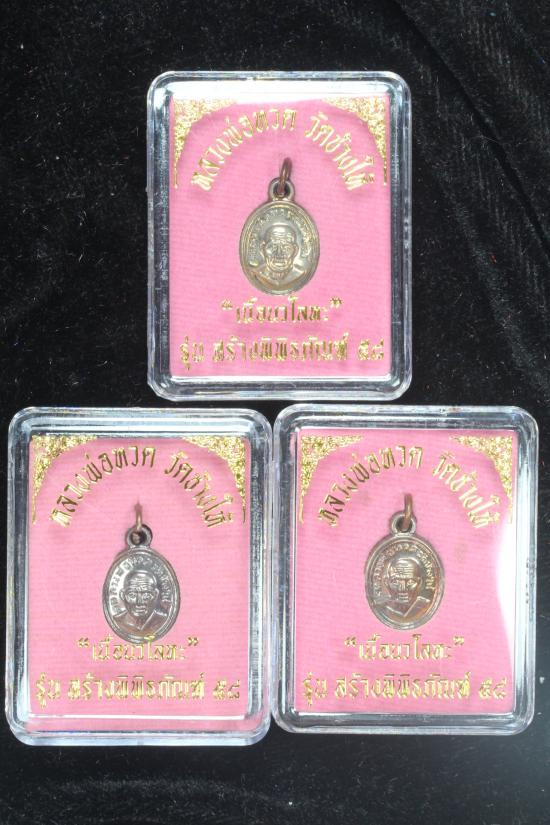 หลวงพ่อทวด วัดช้างให้
"เนื้อนวโลหะ"
รุ่น สร้างพิพิธภัณฑ์ ๕๘
หลวงพ่อทวด วัดช้างให้
"เนื้อนวโลหะ"
รุ่น สร้างพิพิธภัณฑ์ ๕๘
หลวงพ่อทวด วัดช้างให้
"เนื้อนวโลหะ"
รุ่น สร้างพิพิธภัณฑ์ ๕๘